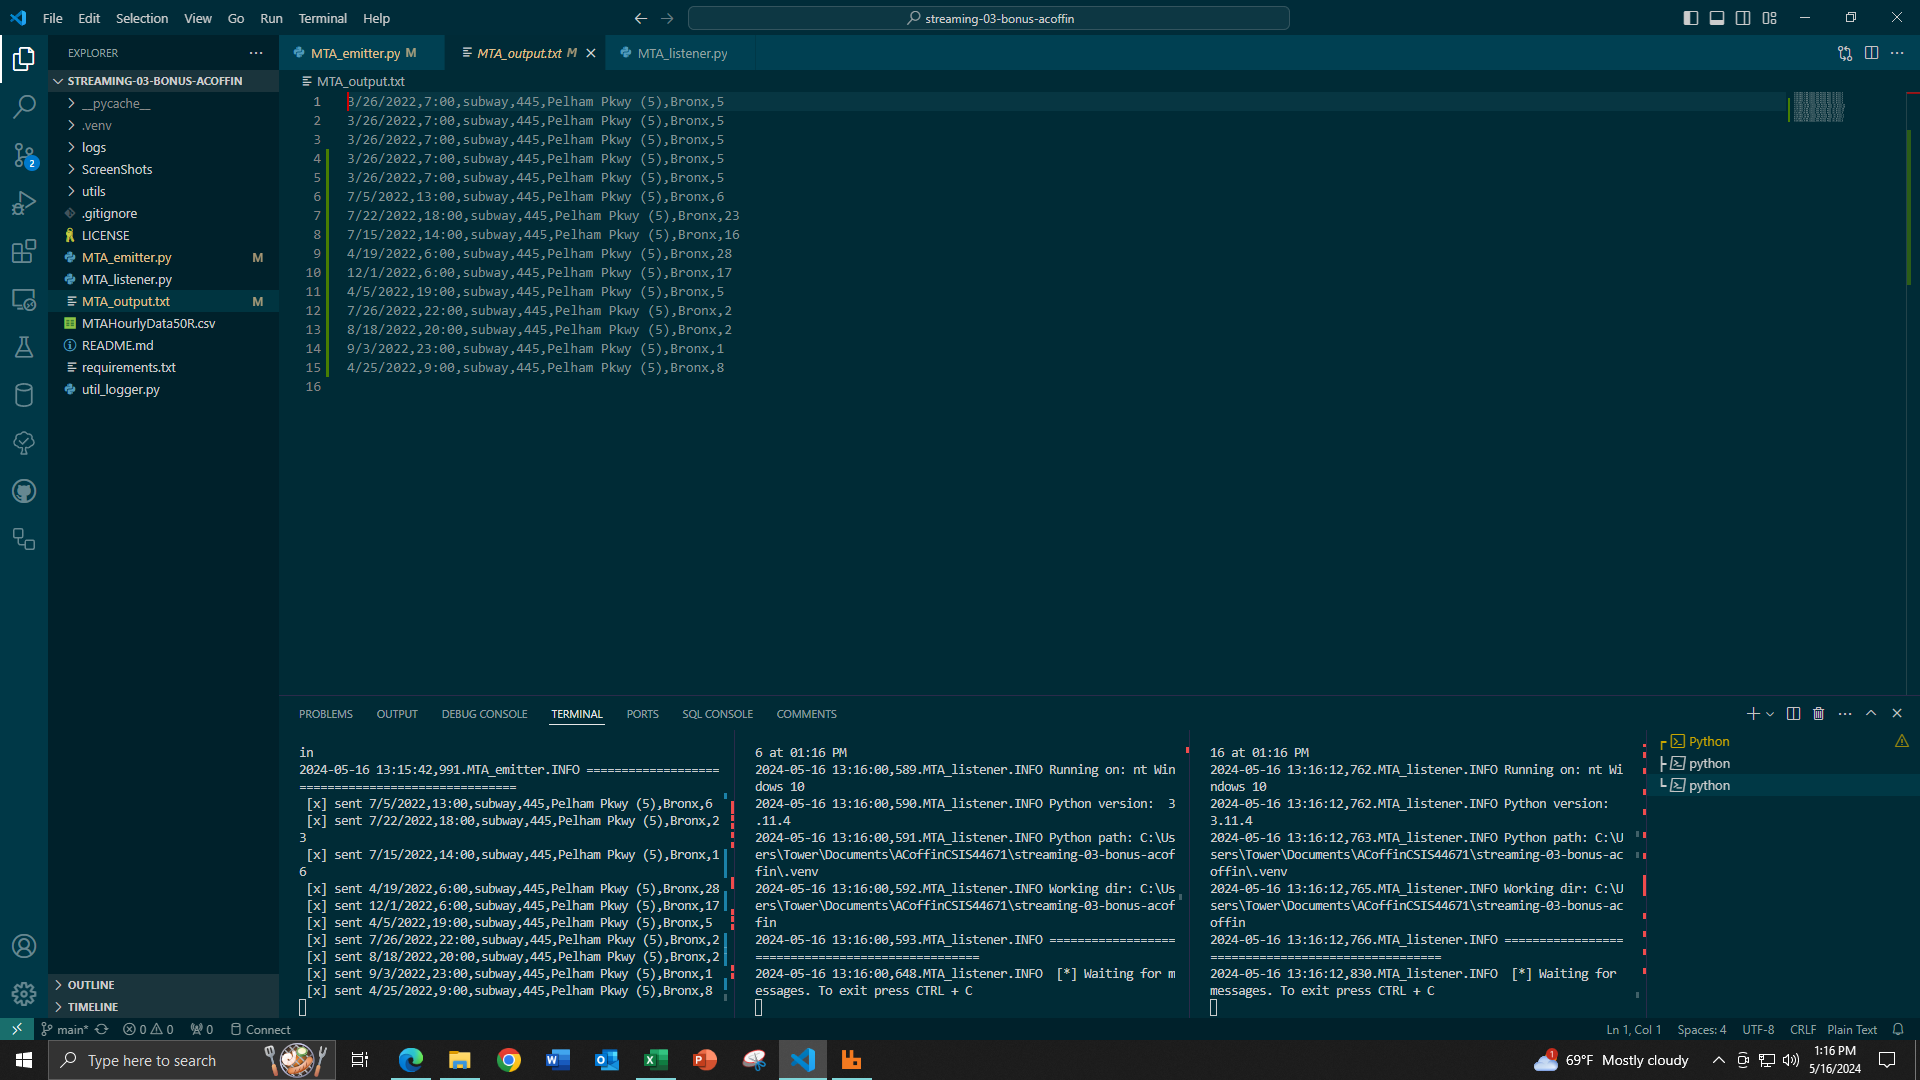 File Edit Selection View Go Run Terminal Help
streaming-03-bonus-acoffin
EXPLORER
STREAMING-03-BONUS-ACOFFIN
__pycache__
.venv
logs
ScreenShots
utils
.gitignore
LICENSE
MTA_emitter.py M
MTA_listener.py
MTA_output.txt M
MTAHourlyData50R.csv
README.md
requirements.txt
util_logger.py
OUTLINE
TIMELINE
2
MTA_emitter.py M MTA_output.txt M MTA_listener.py
MTA_output.txt
1 3/26/2022,7:00,subway,445,Pelham Pkwy (5),Bronx,5
2 3/26/2022,7:00,subway,445,Pelham Pkwy (5),Bronx,5
3 3/26/2022,7:00,subway,445,Pelham Pkwy (5),Bronx,5
4 3/26/2022,7:00,subway,445,Pelham Pkwy (5),Bronx,5
5 3/26/2022,7:00,subway,445,Pelham Pkwy (5),Bronx,5
6 7/5/2022,13:00,subway,445,Pelham Pkwy (5),Bronx,6
7 7/22/2022,18:00,subway,445,Pelham Pkwy (5),Bronx,23
8 7/15/2022,14:00,subway,445,Pelham Pkwy (5),Bronx,16
9 4/19/2022,6:00,subway,445,Pelham Pkwy (5),Bronx,28
10 12/1/2022,6:00,subway,445,Pelham Pkwy (5),Bronx,17
11 4/5/2022,19:00,subway,445,Pelham Pkwy (5),Bronx,5
12 7/26/2022,22:00,subway,445,Pelham Pkwy (5),Bronx,2
13 8/18/2022,20:00,subway,445,Pelham Pkwy (5),Bronx,2
14 9/3/2022,23:00,subway,445,Pelham Pkwy (5),Bronx,1
15 4/25/2022,9:00,subway,445,Pelham Pkwy (5),Bronx,8
16
PROBLEMS OUTPUT DEBUG CONSOLE TERMINAL PORTS SQL CONSOLE COMMENTS
in
2024-05-16 13:15:42,991.MTA_emitter.INFO ===================
===============================
[x] sent 7/5/2022,13:00,subway,445,Pelham Pkwy (5),Bronx,6
[x] sent 7/22/2022,18:00,subway,445,Pelham Pkwy (5),Bronx,2
3
[x] sent 7/15/2022,14:00,subway,445,Pelham Pkwy (5),Bronx,1
6
[x] sent 4/19/2022,6:00,subway,445,Pelham Pkwy (5),Bronx,28
[x] sent 12/1/2022,6:00,subway,445,Pelham Pkwy (5),Bronx,17
[x] sent 4/5/2022,19:00,subway,445,Pelham Pkwy (5),Bronx,5
[x] sent 7/26/2022,22:00,subway,445,Pelham Pkwy (5),Bronx,2
[x] sent 8/18/2022,20:00,subway,445,Pelham Pkwy (5),Bronx,2
[x] sent 9/3/2022,23:00,subway,445,Pelham Pkwy (5),Bronx,1
[x] sent 4/25/2022,9:00,subway,445,Pelham Pkwy (5),Bronx,8
6 at 01:16 PM
2024-05-16 13:16:00,589.MTA_listener.INFO Running on: nt Win
dows 10
2024-05-16 13:16:00,590.MTA_listener.INFO Python version: 3
.11.4
2024-05-16 13:16:00,591.MTA_listener.INFO Python path: C:\Us
ers\Tower\Documents\ACoffinCSIS44671\streaming-03-bonus-acof
fin\.venv
2024-05-16 13:16:00,592.MTA_listener.INFO Working dir: C:\Us
ers\Tower\Documents\ACoffinCSIS44671\streaming-03-bonus-acof
fin
2024-05-16 13:16:00,593.MTA_listener.INFO ==================
================================
2024-05-16 13:16:00,648.MTA_listener.INFO [*] Waiting for m
essages. To exit press CTRL + C
16 at 01:16 PM
2024-05-16 13:16:12,762.MTA_listener.INFO Running on: nt Wi
ndows 10
2024-05-16 13:16:12,762.MTA_listener.INFO Python version:
3.11.4
2024-05-16 13:16:12,763.MTA_listener.INFO Python path: C:\U
sers\Tower\Documents\ACoffinCSIS44671\streaming-03-bonus-ac
offin\.venv
2024-05-16 13:16:12,765.MTA_listener.INFO Working dir: C:\U
sers\Tower\Documents\ACoffinCSIS44671\streaming-03-bonus-ac
offin
2024-05-16 13:16:12,766.MTA_listener.INFO =================
=================================
2024-05-16 13:16:12,830.MTA_listener.INFO [*] Waiting for
messages. To exit press CTRL + C
Python
python
python
main* 0 0 0 Connect
Ln 1, Col 1 Spaces: 4 UTF-8 CRLF Plain Text
Type here to search
1 69°F Mostly cloudy
1:16 PM
5/16/2024